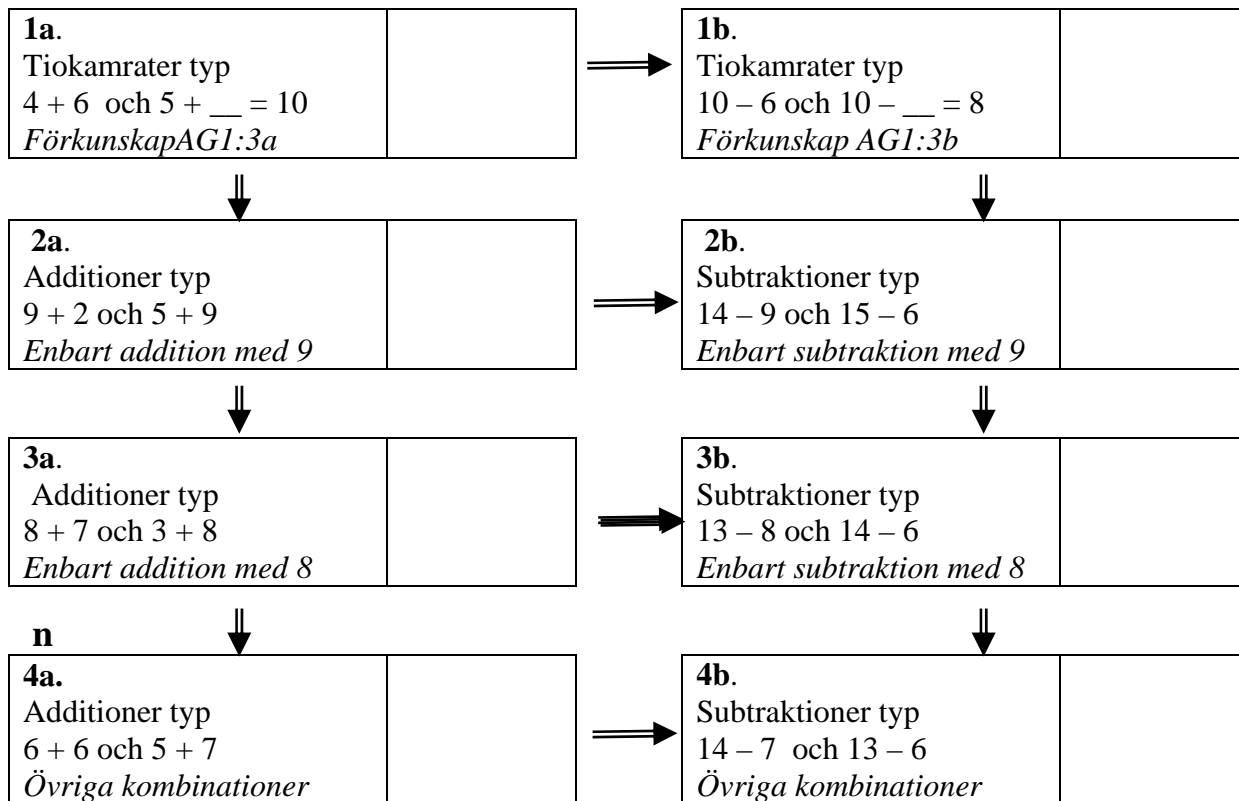 1a.
Tiokamrater typ
4 + 6 och 5 + __ = 10
FörkunskapAG1:3a
1b.
Tiokamrater typ
10 – 6 och 10 – __ = 8
Förkunskap AG1:3b
2a.
Additioner typ
9 + 2 och 5 + 9
Enbart addition med 9
2b.
Subtraktioner typ
14 – 9 och 15 – 6
Enbart subtraktion med 9
3a.
Additioner typ
8 + 7 och 3 + 8
Enbart addition med 8
3b.
Subtraktioner typ
13 – 8 och 14 – 6
Enbart subtraktion med 8
n
4a.
Additioner typ
6 + 6 och 5 + 7
Övriga kombinationer
4b.
Subtraktioner typ
14 – 7 och 13 – 6
Övriga kombinationer